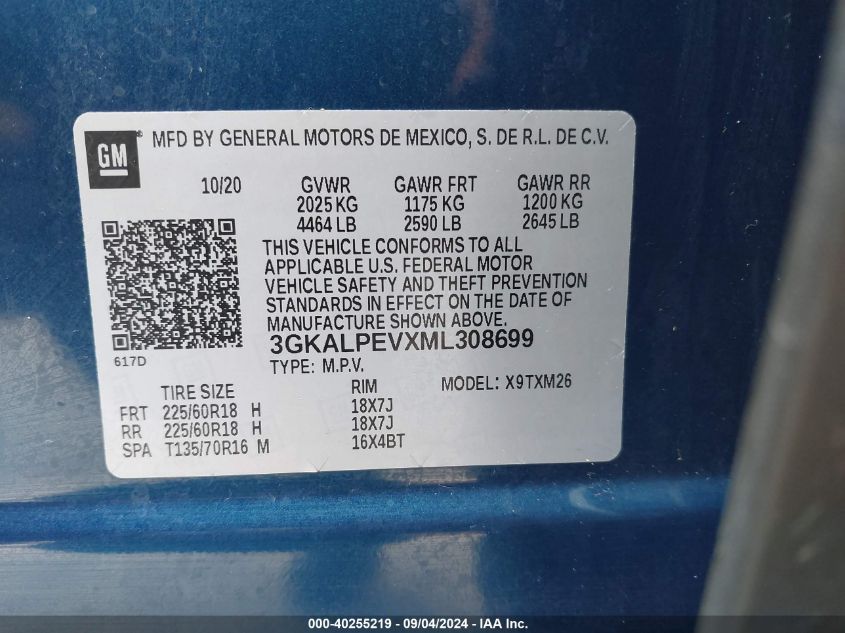 GM® MFD BY GENERAL MOTORS DE MEXICO, S. DE R.L. DE C.V.
10/20 GVWR GAWR FRT GAWR RR
2025 KG 1175 KG 1200 KG
4464 LB 2590 LB 2645 LB
THIS VEHICLE CONFORMS TO ALL
APPLICABLE U.S. FEDERAL MOTOR
VEHICLE SAFETY AND THEFT PREVENTION
STANDARDS IN EFFECT ON THE DATE OF
MANUFACTURE SHOWN ABOVE.
617D
3GKALPEVXML308699
TYPE: M.P.V.
TIRE SIZE RIM MODEL: X9TXM26
FRT 225/60R18 H 18X7J
RR 225/60R18 H 18X7J
SPA T135/70R16 M 16X4BT
000-40255219 - 09/04/2024 - IAA Inc.